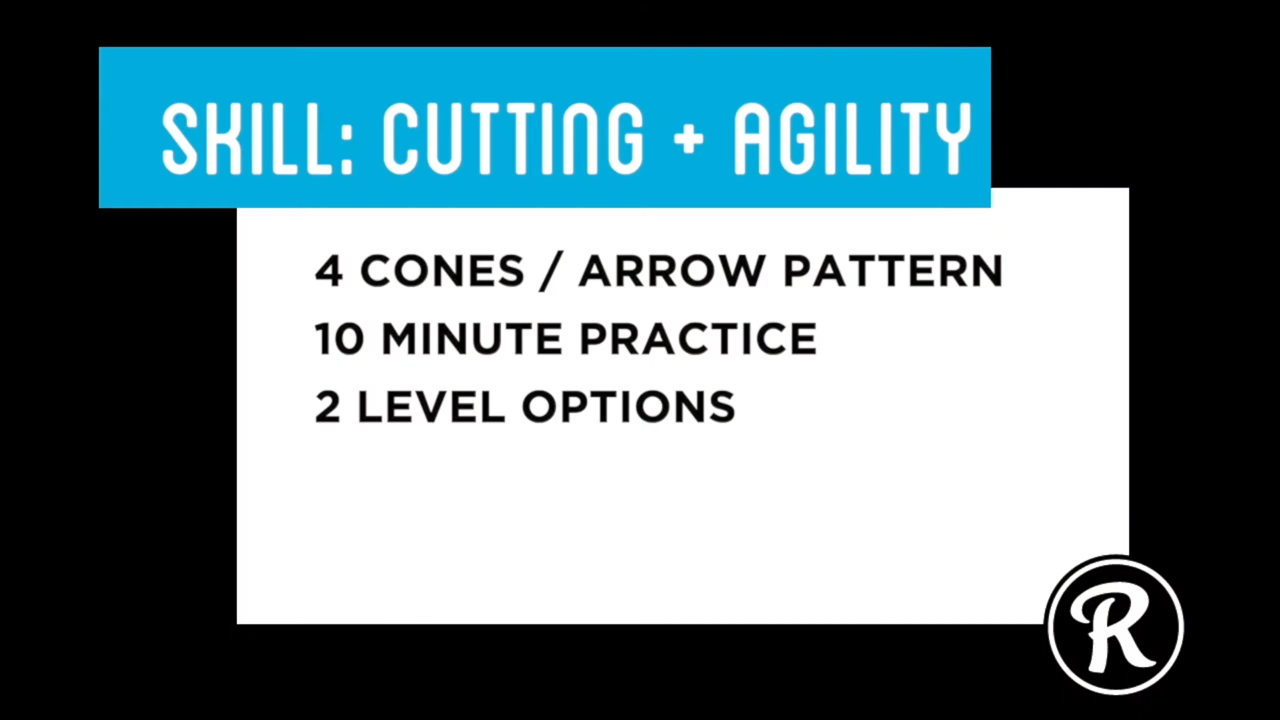 SKILL: CUTTING + AGILITY
4 CONES / ARROW PATTERN
10 MINUTE PRACTICE
2 LEVEL OPTIONS
R